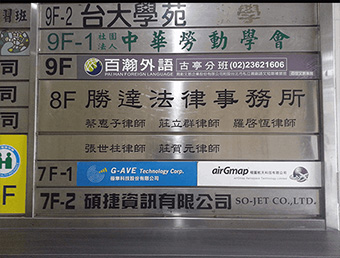 習班
9F-2 台大學苑
9F-1 社團法人 中華勞動學會
9F 百瀚外語 古亭分班(02)23621606
PAI HAN FOREIGN LANGUAGE
司
8F 勝達法律事務所
蔡惠子律師 莊立群律師 羅啓恆律師
司
張世柱律師 莊賀元律師
F
7F-1 G-AVE Technology Corp. airGmap
7F-2 碩捷資訊有限公司 SO-JET CO.,LTD.